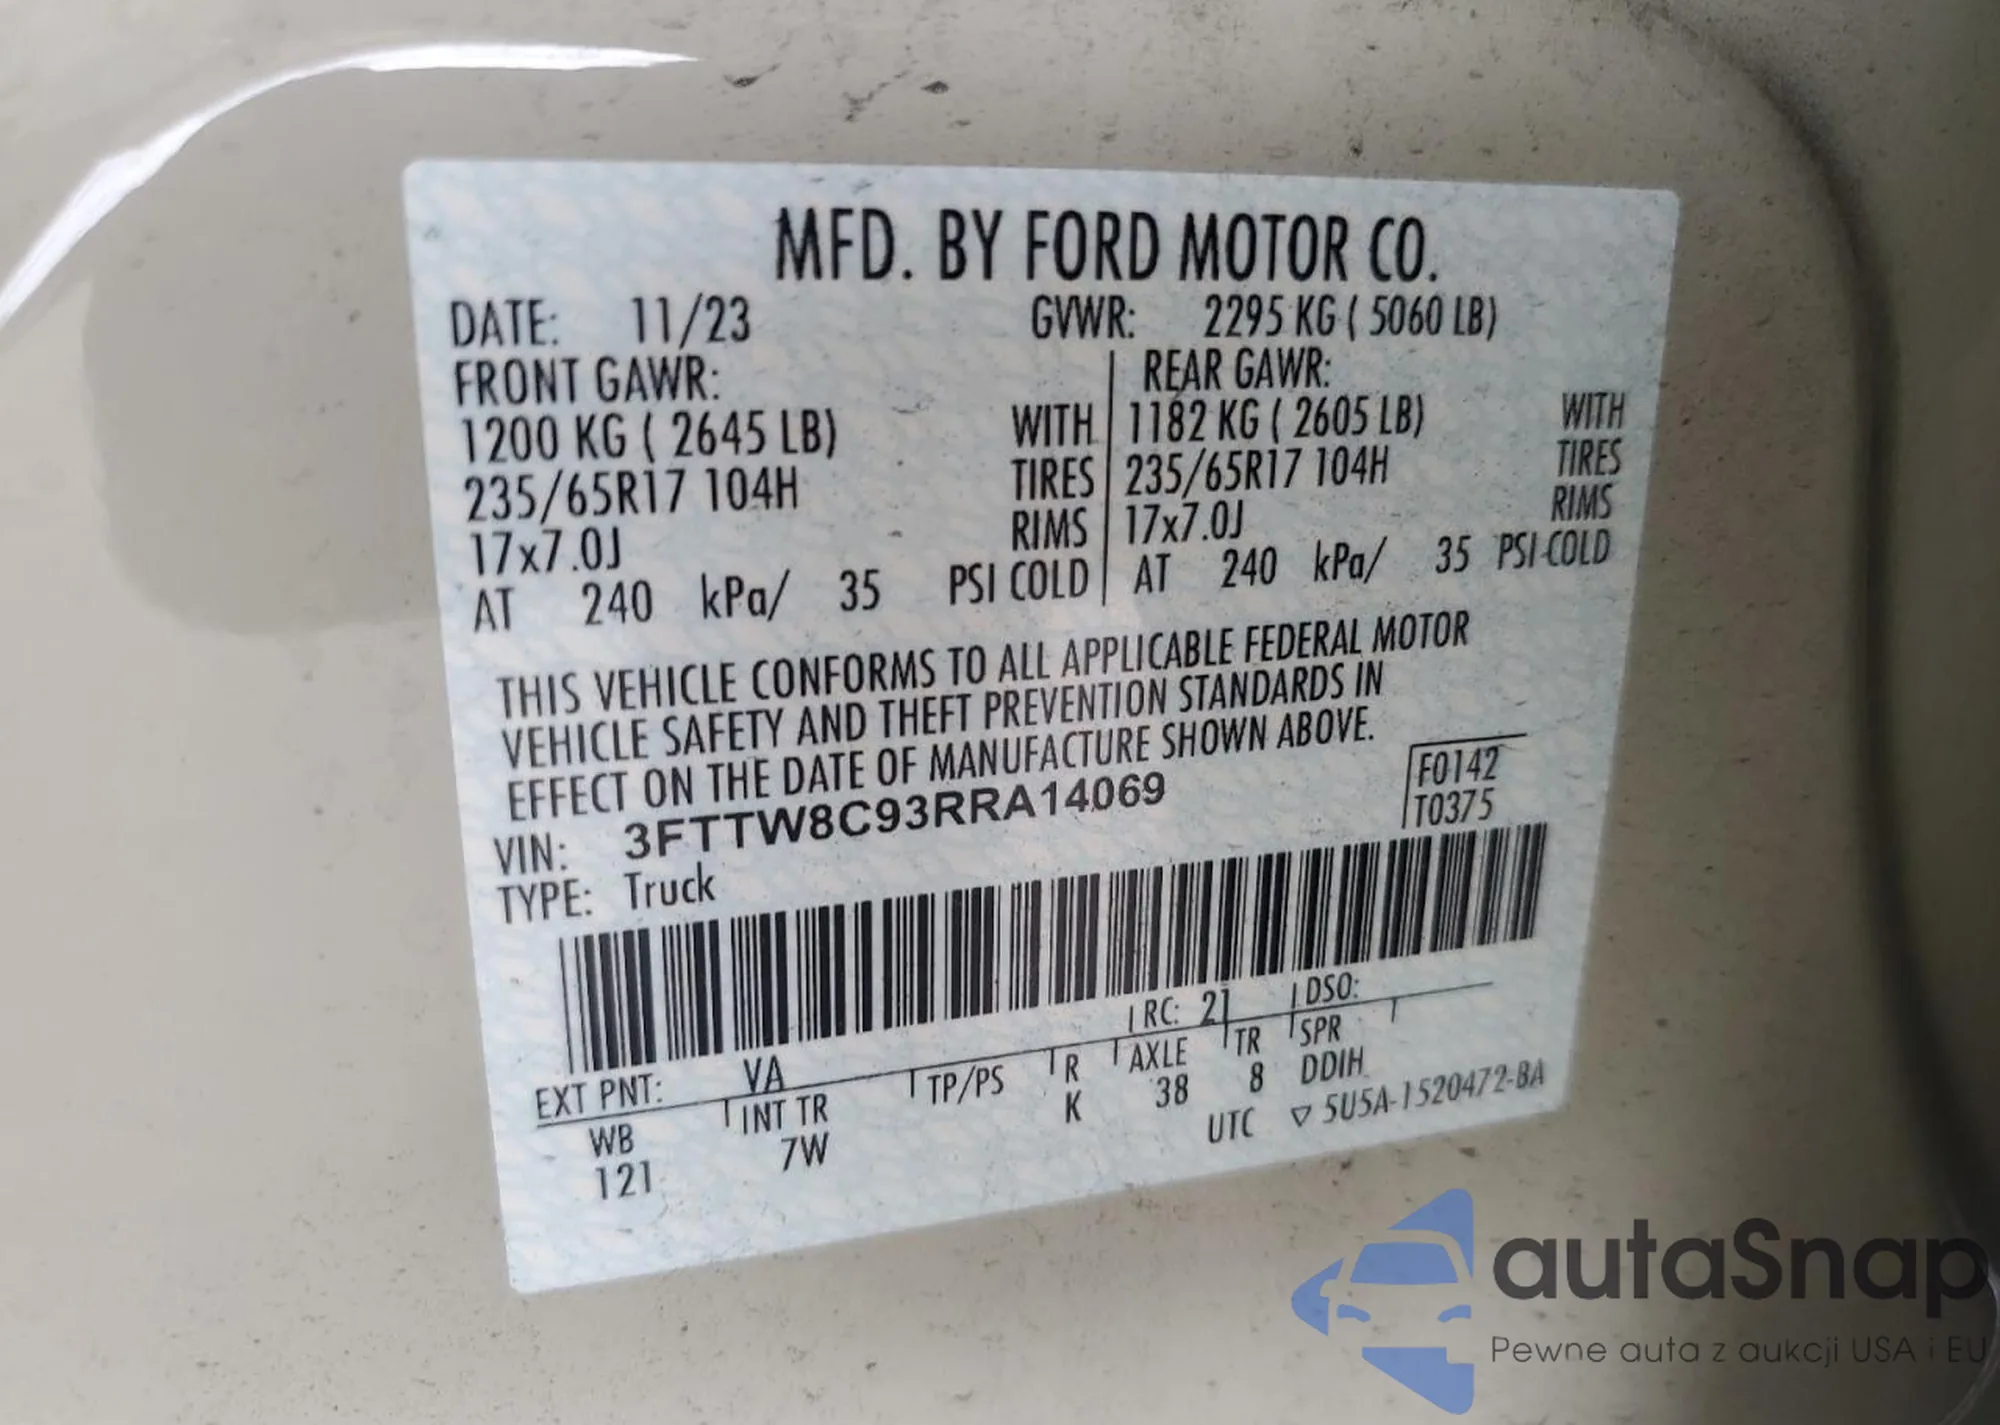 MFD. BY FORD MOTOR CO.
DATE: 11/23 GVWR: 2295 KG ( 5060 LB)
FRONT GAWR: REAR GAWR:
1200 KG ( 2645 LB) WITH 1182 KG ( 2605 LB) WITH
235/65R17 104H TIRES 235/65R17 104H TIRES
17x7.0J RIMS 17x7.0J RIMS
AT 240 kPa/ 35 PSI COLD AT 240 kPa/ 35 PSI COLD
THIS VEHICLE CONFORMS TO ALL APPLICABLE FEDERAL MOTOR
VEHICLE SAFETY AND THEFT PREVENTION STANDARDS IN
EFFECT ON THE DATE OF MANUFACTURE SHOWN ABOVE.
F0142
T0375
VIN: 3FTTW8C93RRA14069
TYPE: Truck
EXT PNT: VA RC: 21 DSO:
WB INT TR TP/PS R AXLE TR SPR
121 7W K 38 8 DDIH
UTC ▽ 5U5A-1520472-BA
autaSnap
Pewne auta z aukcji USA i EU